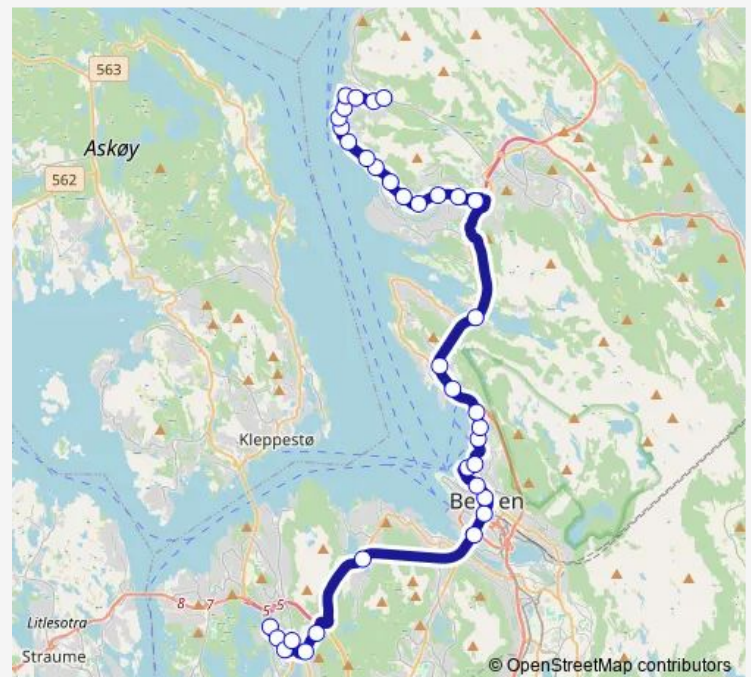 563
Askøy
562
Kleppestø
Be en
8 7 5 5
Litlesotra
Straume
© OpenStreetMap contributors